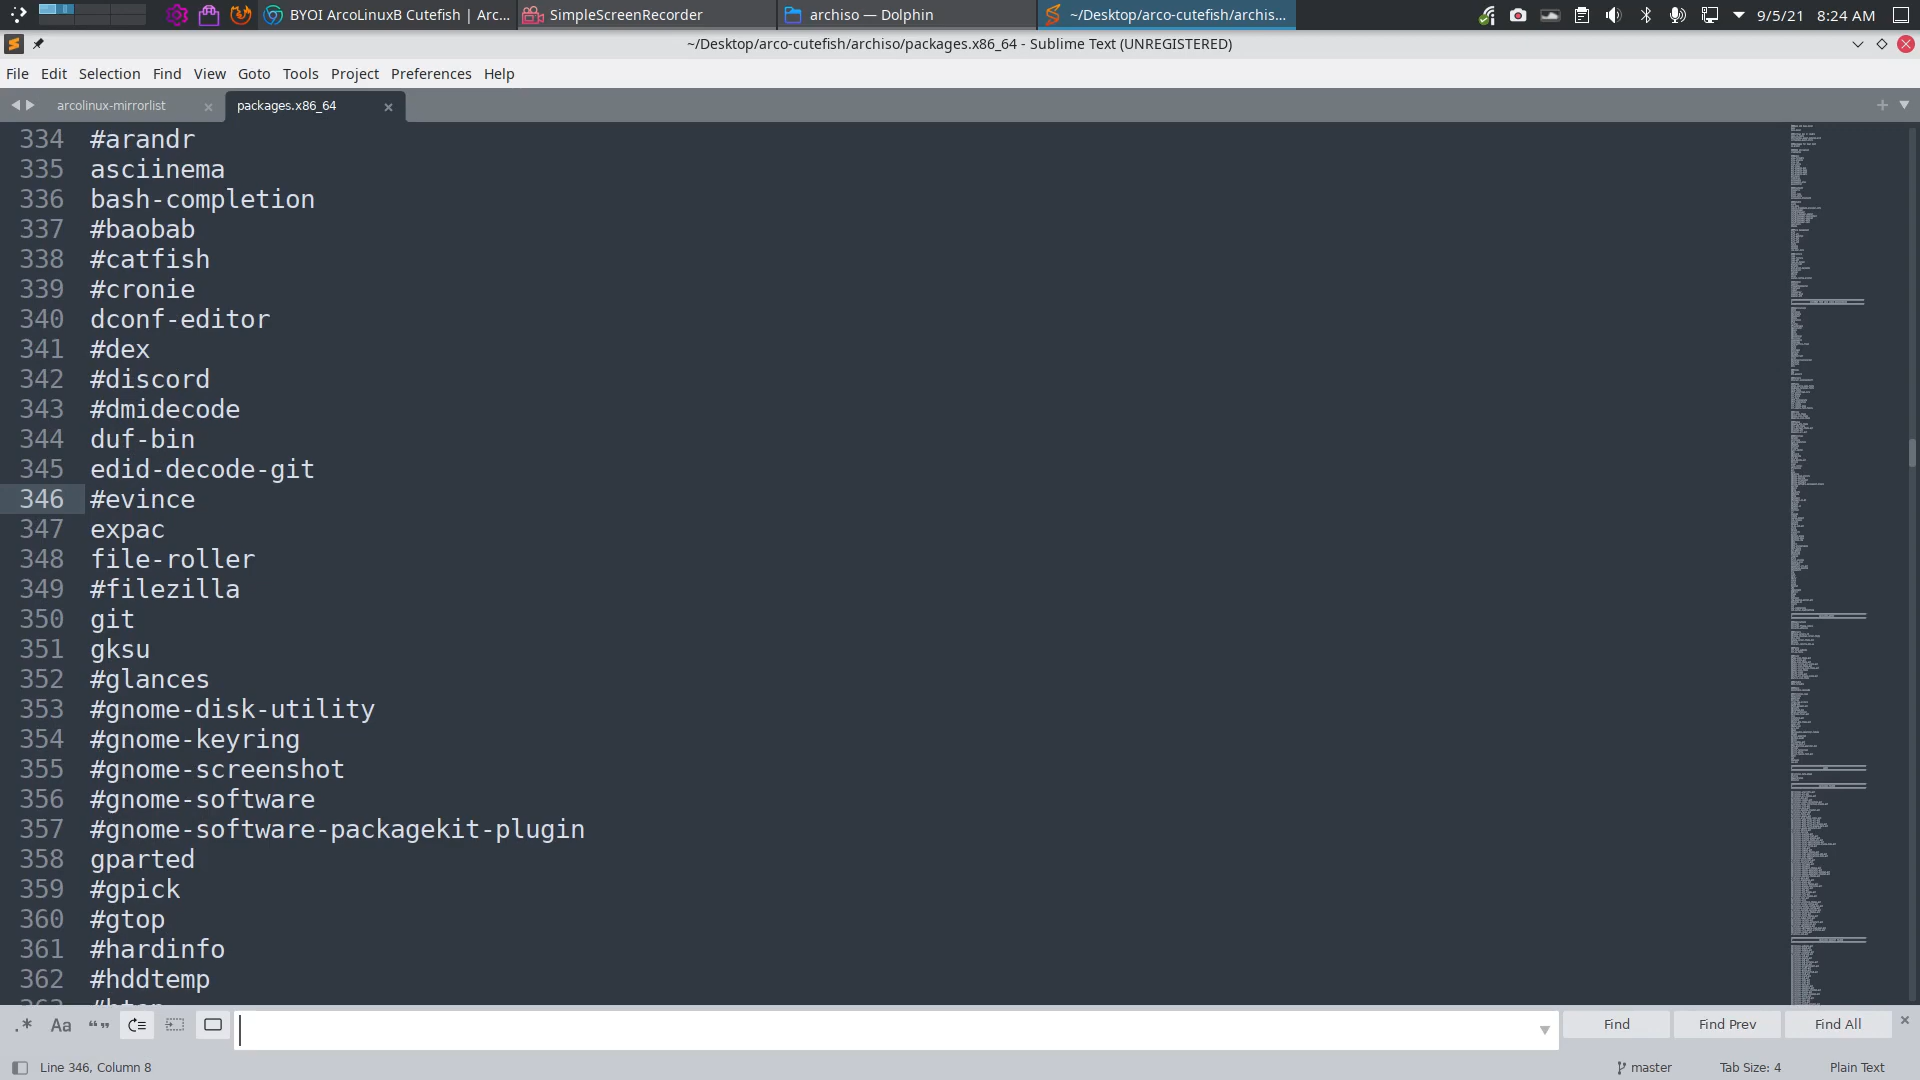 BYOI ArcoLinuxB Cutefish | Arc... SimpleScreenRecorder archiso — Dolphin ~/Desktop/arco-cutefish/archis... 9/5/21 8:24 AM
~/Desktop/arco-cutefish/archiso/packages.x86_64 - Sublime Text (UNREGISTERED)
File Edit Selection Find View Goto Tools Project Preferences Help
arcolinux-mirrorlist packages.x86_64
334 #arandr
335 asciinema
336 bash-completion
337 #baobab
338 #catfish
339 #cronie
340 dconf-editor
341 #dex
342 #discord
343 #dmidecode
344 duf-bin
345 edid-decode-git
346 #evince
347 expac
348 file-roller
349 #filezilla
350 git
351 gksu
352 #glances
353 #gnome-disk-utility
354 #gnome-keyring
355 #gnome-screenshot
356 #gnome-software
357 #gnome-software-packagekit-plugin
358 gparted
359 #gpick
360 #gtop
361 #hardinfo
362 #hddtemp
.* Aa “” Find Find Prev Find All
Line 346, Column 8 master Tab Size: 4 Plain Text